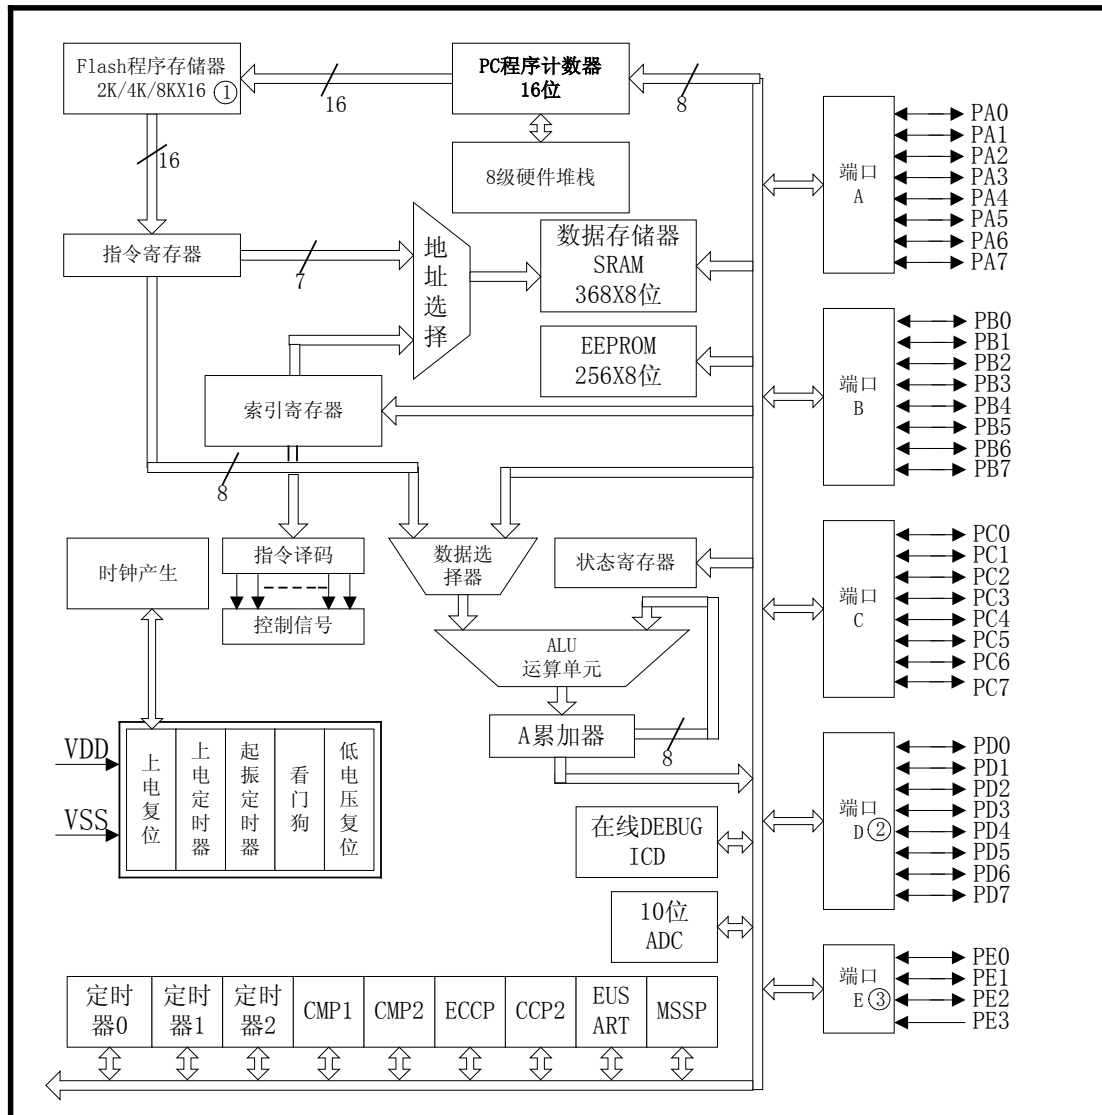 Flash程序存储器
2K/4K/8KX16 ①
PC程序计数器
16位
16
8
16
8级硬件堆栈
指令寄存器
7
地址选择
数据存储器
SRAM
368X8位
EEPROM
256X8位
索引寄存器
8
时钟产生
指令译码
控制信号
数据选
择器
状态寄存器
ALU
运算单元
A累加器
8
VDD
VSS
上电复位
上电定时器
起振定时器
看门狗
低电压复位
在线DEBUG
ICD
10位
ADC
定时
器0
定时
器1
定时
器2
CMP1
CMP2
ECCP
CCP2
EUS
ART
MSSP
端口
A
PA0
PA1
PA2
PA3
PA4
PA5
PA6
PA7
端口
B
PB0
PB1
PB2
PB3
PB4
PB5
PB6
PB7
端口
C
PC0
PC1
PC2
PC3
PC4
PC5
PC6
PC7
端口
D②
PD0
PD1
PD2
PD3
PD4
PD5
PD6
PD7
端口
E③
PE0
PE1
PE2
PE3